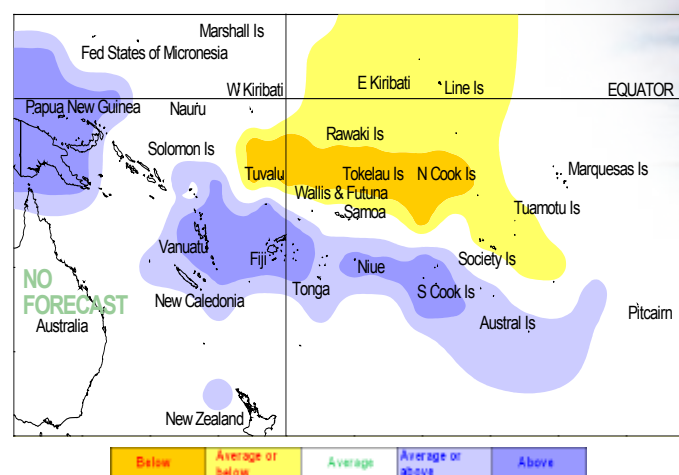 Marshall Is
Fed States of Micronesia
W Kiribati
E Kiribati
Line Is
EQUATOR
Papua New Guinea
Nauru
Rawaki Is
Solomon Is
Tuvalu
Tokelau Is
N Cook Is
Marquesas Is
Wallis & Futuna
Samoa
Tuamotu Is
Vanuatu
Fiji
Niue
Society Is
NO
FORECAST
Australia
New Caledonia
Tonga
S Cook Is
Austral Is
Pitcairn
New Zealand
Below
Average or
below
Average
Average or
above
Above